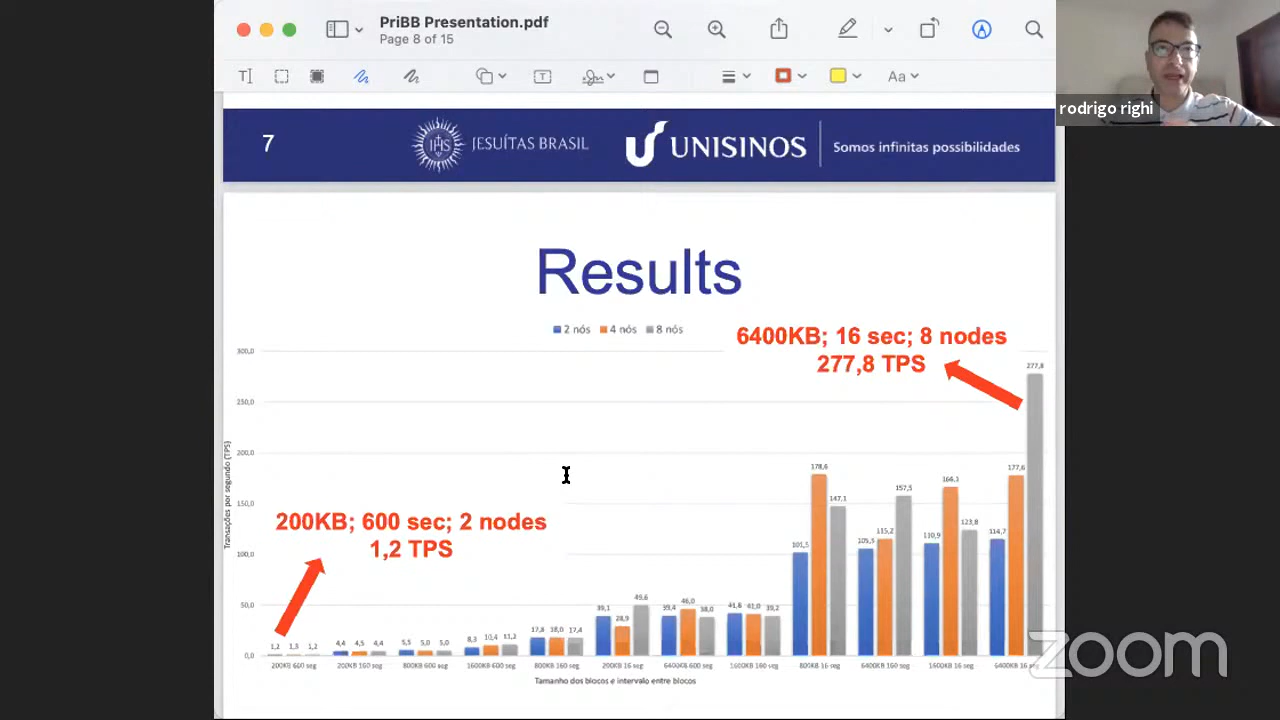 PriBB Presentation.pdf
Page 8 of 15
Aa
rodrigo righi
7
IHS
JESUÍTAS BRASIL
UNISINOS
Somos infinitas possibilidades
Results
2 nós 4 nós 8 nós
6400KB; 16 sec; 8 nodes
277,8 TPS
200KB; 600 sec; 2 nodes
1,2 TPS
Transações por segundo (TPS)
300,0
250,0
200,0
150,0
100,0
50,0
0,0
1,2 1,3 1,2
4,4 4,5 4,4
5,5 5,0 5,0
8,3 10,4 11,2
17,8 18,0 17,4
39,1 28,9 49,6
39,4 46,0 38,0
41,8 41,0 39,2
101,5 178,6 147,1
105,5 115,2 157,5
110,9 166,3 123,8
114,7 177,6 277,8
200KB 600 seg 200KB 160 seg 800KB 600 seg 1600KB 600 seg 800KB 160 seg 200KB 16 seg 6400KB 600 seg 1600KB 160 seg 800KB 16 seg 6400KB 160 seg 1600KB 16 seg 6400KB 16 seg
Tamanho dos blocos e intervalo entre blocos
zoom